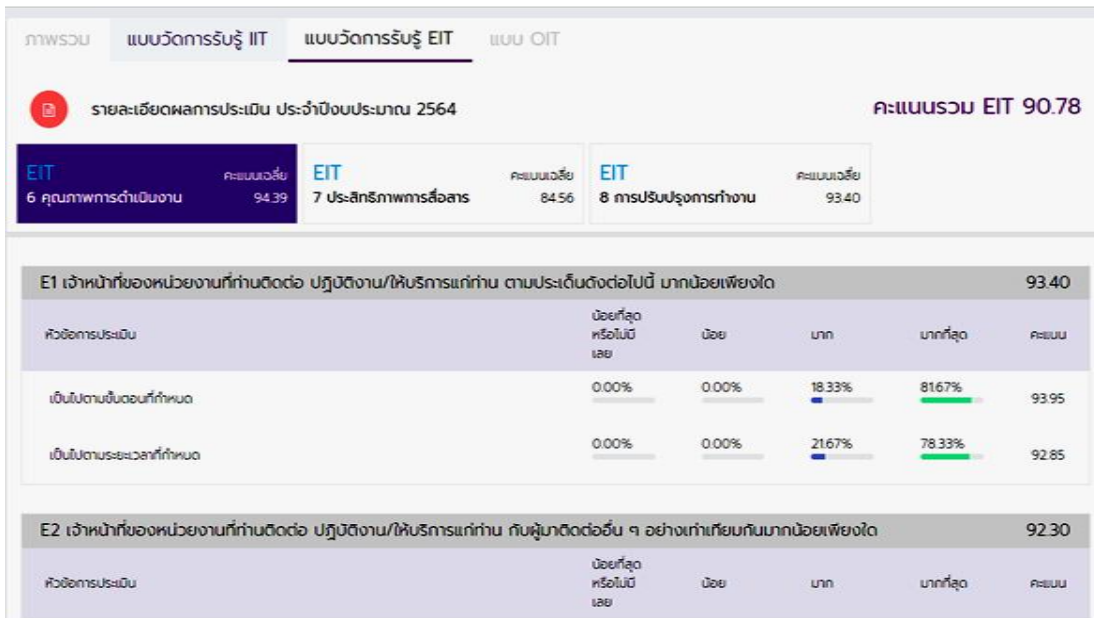 ภาพรวม แบบวัดการรับรู้ IIT แบบวัดการรับรู้ EIT แบบ OIT
รายละเอียดผลการประเมิน ประจำปีงบประมาณ 2564 คะแนนรวม EIT 90.78
EIT คะแนนเฉลี่ย EIT คะแนนเฉลี่ย EIT คะแนนเฉลี่ย
6 คุณภาพการดำเนินงาน 94.39 7 ประสิทธิภาพการสื่อสาร 84.56 8 การปรับปรุงการทำงาน 93.40
E1 เจ้าหน้าที่ของหน่วยงานที่ท่านติดต่อ ปฏิบัติงาน/ให้บริการแก่ท่าน ตามประเด็นดังต่อไปนี้ มากน้อยเพียงใด 93.40
น้อยที่สุด
หัวข้อการประเมิน หรือไม่มี น้อย มาก มากที่สุด คะแนน
เลย
เป็นไปตามขั้นตอนที่กำหนด 0.00% 0.00% 18.33% 81.67% 93.95
เป็นไปตามระยะเวลาที่กำหนด 0.00% 0.00% 21.67% 78.33% 92.85
E2 เจ้าหน้าที่ของหน่วยงานที่ท่านติดต่อ ปฏิบัติงาน/ให้บริการแก่ท่าน กับผู้มาติดต่ออื่น ๆ อย่างเท่าเทียมกันมากน้อยเพียงใด 92.30
น้อยที่สุด
หัวข้อการประเมิน หรือไม่มี น้อย มาก มากที่สุด คะแนน
เลย